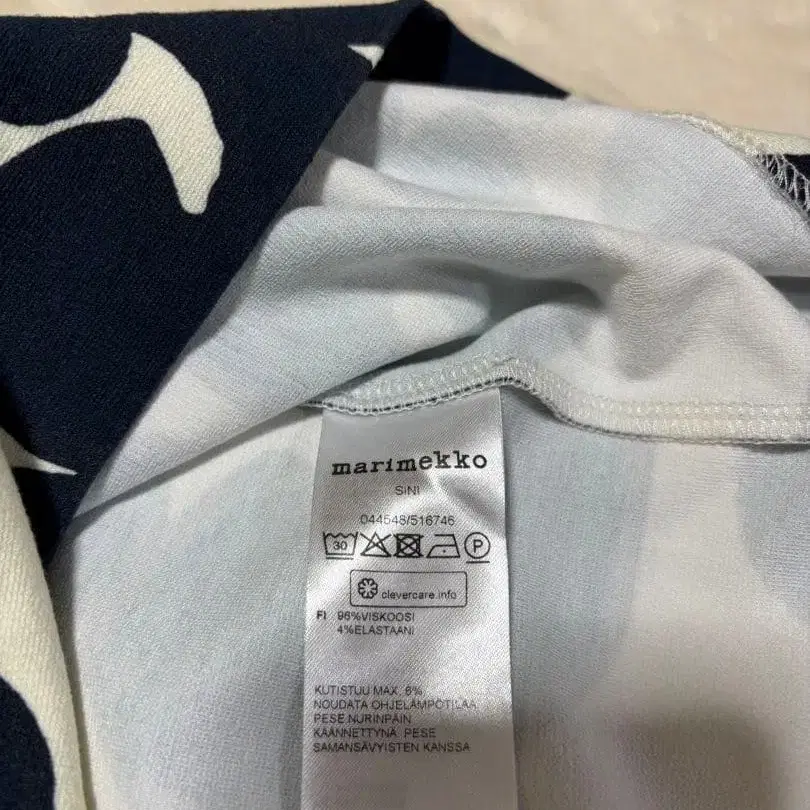 marimekko
SINI
044548/516746
30 P
clevercare.info
FI 96%VISKOOSI
4%ELASTAANI
KUTISTUU MAX. 6%
NOUDATA OHJELÄMPÖTILAA
PESE NURINPÄIN
KÄÄNNETTYNÄ. PESE
SAMANSÄVYISTEN KANSSA